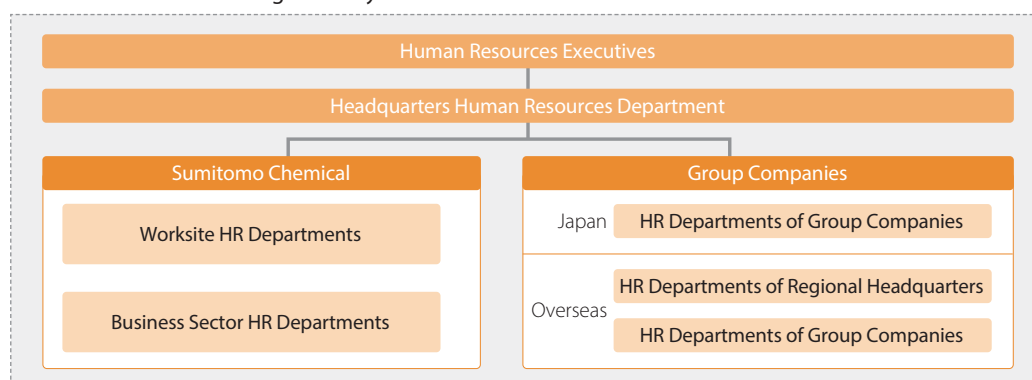 Human Resources Executives
Headquarters Human Resources Department
Sumitomo Chemical
Worksite HR Departments
Business Sector HR Departments
Group Companies
Japan
HR Departments of Group Companies
Overseas
HR Departments of Regional Headquarters
HR Departments of Group Companies